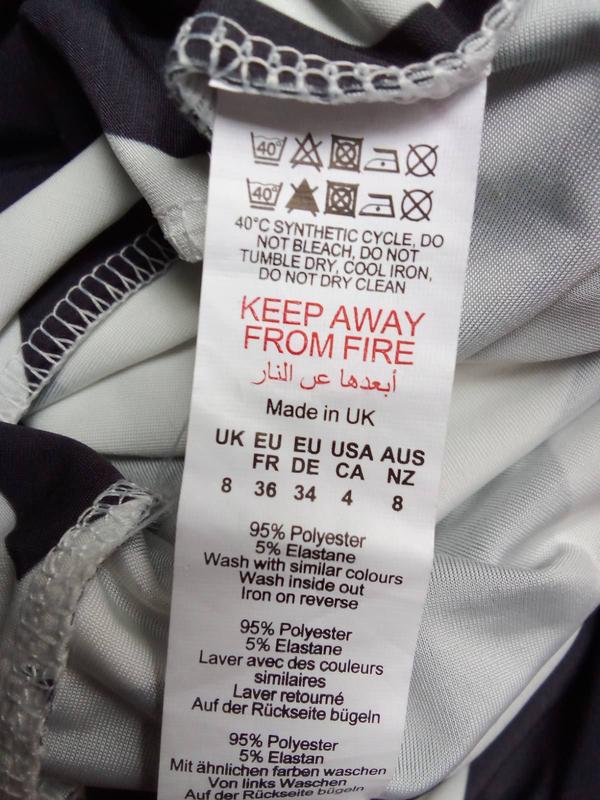 40°
40°
40°C SYNTHETIC CYCLE, DO
NOT BLEACH, DO NOT
TUMBLE DRY, COOL IRON,
DO NOT DRY CLEAN
KEEP AWAY
FROM FIRE
أبعدها عن النار
Made in UK
UK EU EU USA AUS
FR DE CA NZ
8 36 34 4 8
95% Polyester
5% Elastane
Wash with similar colours
Wash inside out
Iron on reverse
95% Polyester
5% Elastane
Laver avec des couleurs
similaires
Laver retourné
Auf der Rückseite bügeln
95% Polyester
5% Elastan
Mit ähnlichen farben waschen
Von links Waschen
Auf der Rückseite bügeln